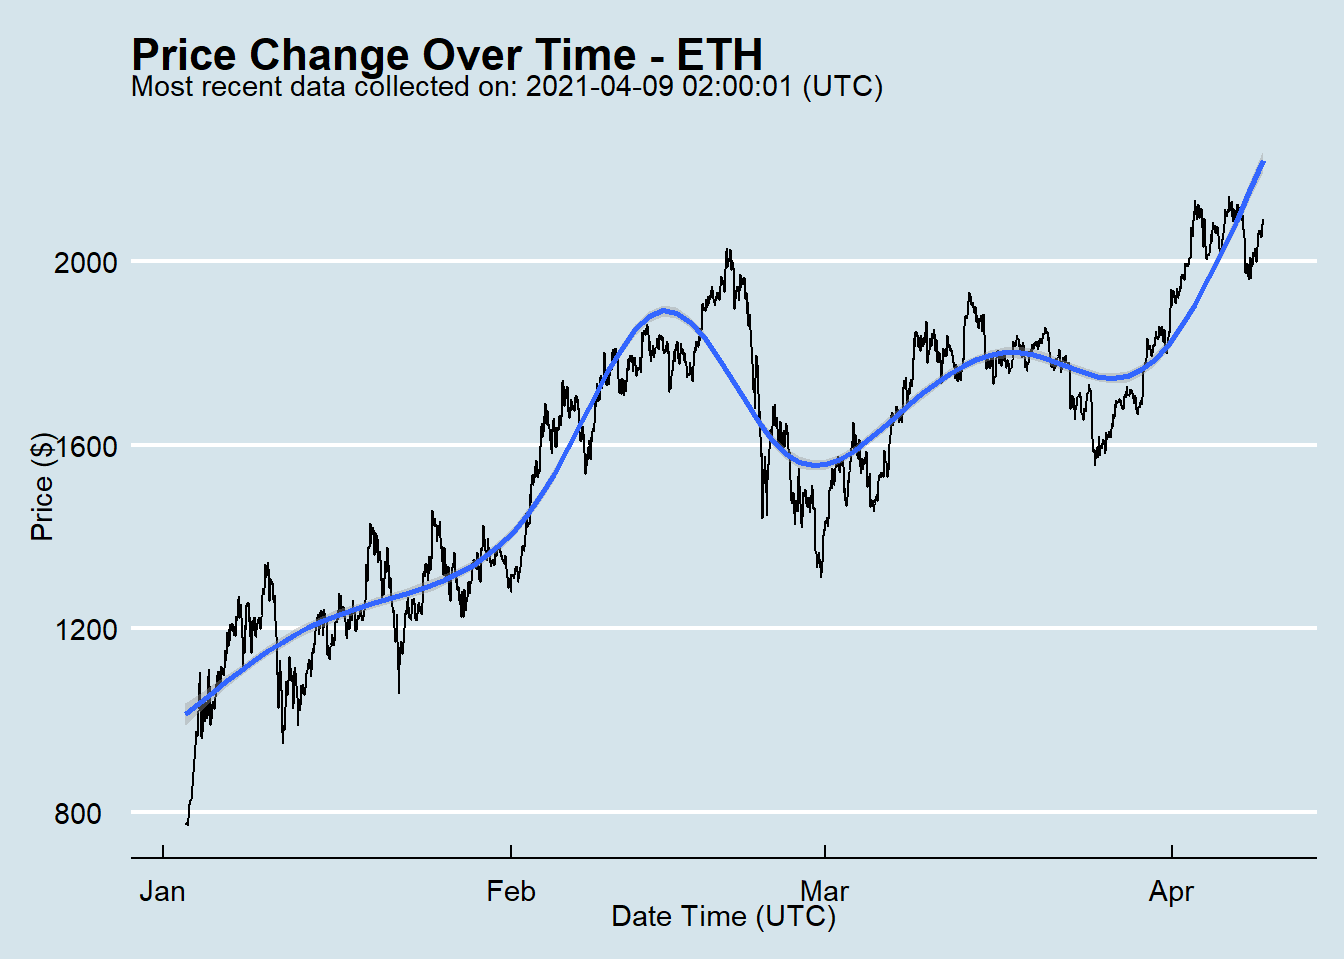 Price Change Over Time - ETH
Most recent data collected on: 2021-04-09 02:00:01 (UTC)
2000
1600
1200
800
Price ($)
Jan Feb Mar Apr
Date Time (UTC)